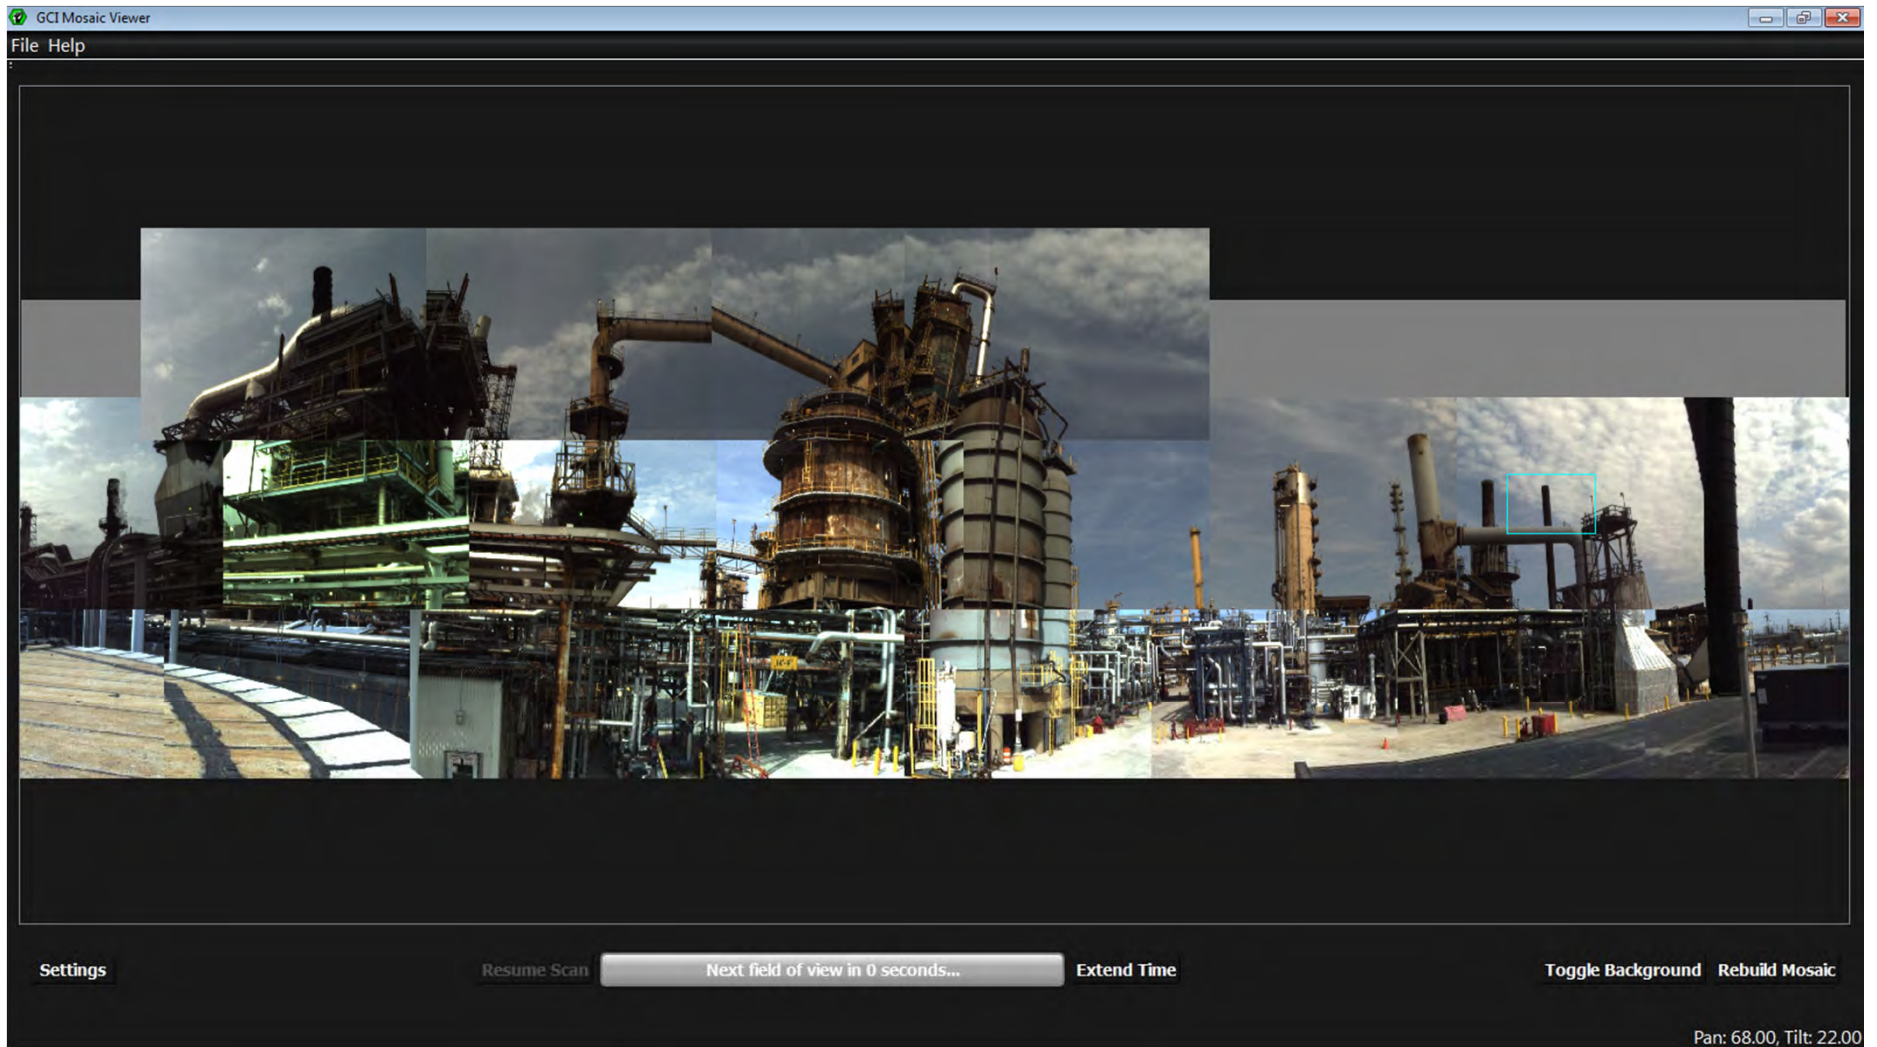 GCI Mosaic Viewer
File Help
Settings
Resume Scan
Next field of view in 0 seconds...
Extend Time
Toggle Background
Rebuild Mosaic
Pan: 68.00, Tilt: 22.00